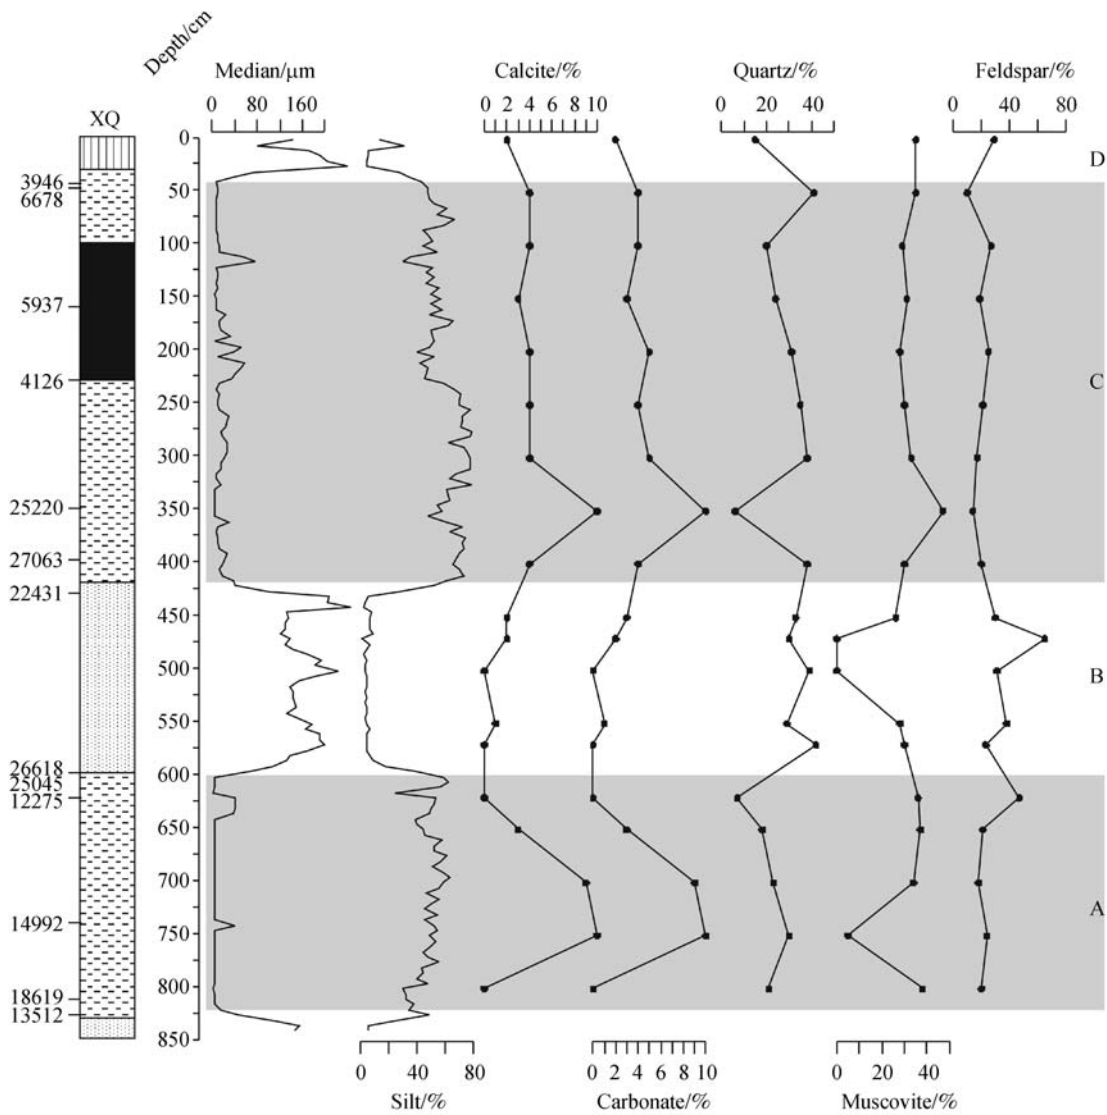 Depth/cm
Median/μm Calcite/% Quartz/% Feldspar/%
0 80 160 0 2 4 6 8 10 0 20 40 0 40 80
XQ
0 D
3946 50
6678
100
5937 150
200
4126 C
250
300
25220 350
27063 400
22431
450
500 B
550
26618 600
25045
12275
650
700
A
14992 750
800
18619
13512
850
0 40 80 0 2 4 6 8 10 0 20 40
Silt/% Carbonate/% Muscovite/%